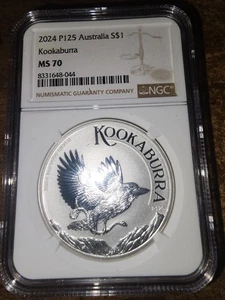 2024 P125 Australia S$1
Kookaburra
MS 70
8331648-044
NUMISMATIC GUARANTY COMPANY
NGC
KOOKABURRA